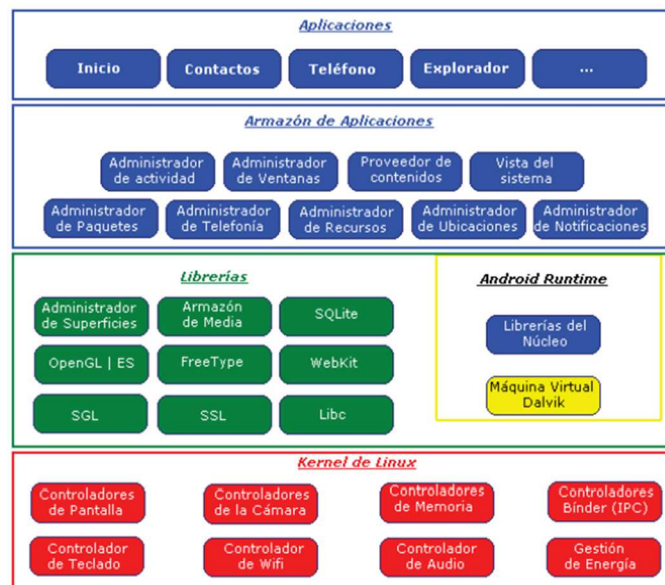 Aplicaciones
Inicio
Contactos
Teléfono
Explorador
...
Armazón de Aplicaciones
Administrador
de actividad
Administrador
de Ventanas
Proveedor de
contenidos
Vista del
sistema
Administrador
de Paquetes
Administrador
de Telefonía
Administrador
de Recursos
Administrador
de Ubicaciones
Administrador
de Notificaciones
Librerías
Administrador
de Superficies
Armazón
de Media
SQLite
OpenGL | ES
FreeType
WebKit
SGL
SSL
Libc
Android Runtime
Librerías del
Núcleo
Máquina Virtual
Dalvik
Kernel de Linux
Controladores
de Pantalla
Controladores
de la Cámara
Controladores
de Memoria
Controladores
Bínder (IPC)
Controlador
de Teclado
Controlador
de Wifi
Controlador
de Audio
Gestión
de Energía